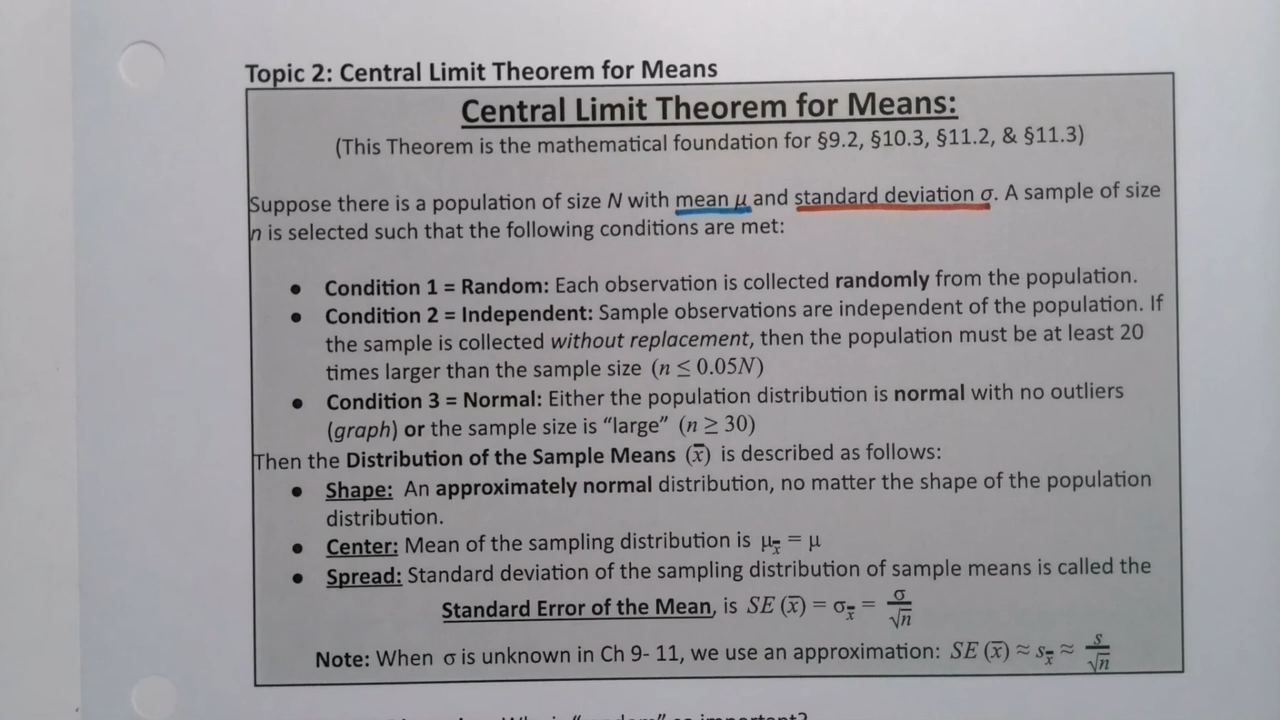 Topic 2: Central Limit Theorem for Means
Central Limit Theorem for Means:
(This Theorem is the mathematical foundation for §9.2, §10.3, §11.2, & §11.3)
Suppose there is a population of size N with mean μ and standard deviation σ. A sample of size
n is selected such that the following conditions are met:
• Condition 1 = Random: Each observation is collected randomly from the population.
• Condition 2 = Independent: Sample observations are independent of the population. If
the sample is collected without replacement, then the population must be at least 20
times larger than the sample size (n ≤ 0.05N)
• Condition 3 = Normal: Either the population distribution is normal with no outliers
(graph) or the sample size is “large” (n ≥ 30)
Then the Distribution of the Sample Means (x̅) is described as follows:
• Shape: An approximately normal distribution, no matter the shape of the population
distribution.
• Center: Mean of the sampling distribution is μ_x̅ = μ
• Spread: Standard deviation of the sampling distribution of sample means is called the
Standard Error of the Mean, is SE (x̅) = σ_x̅ = σ/√n
Note: When σ is unknown in Ch 9- 11, we use an approximation: SE (x̅) ≈ s_x̅ ≈ s/√n